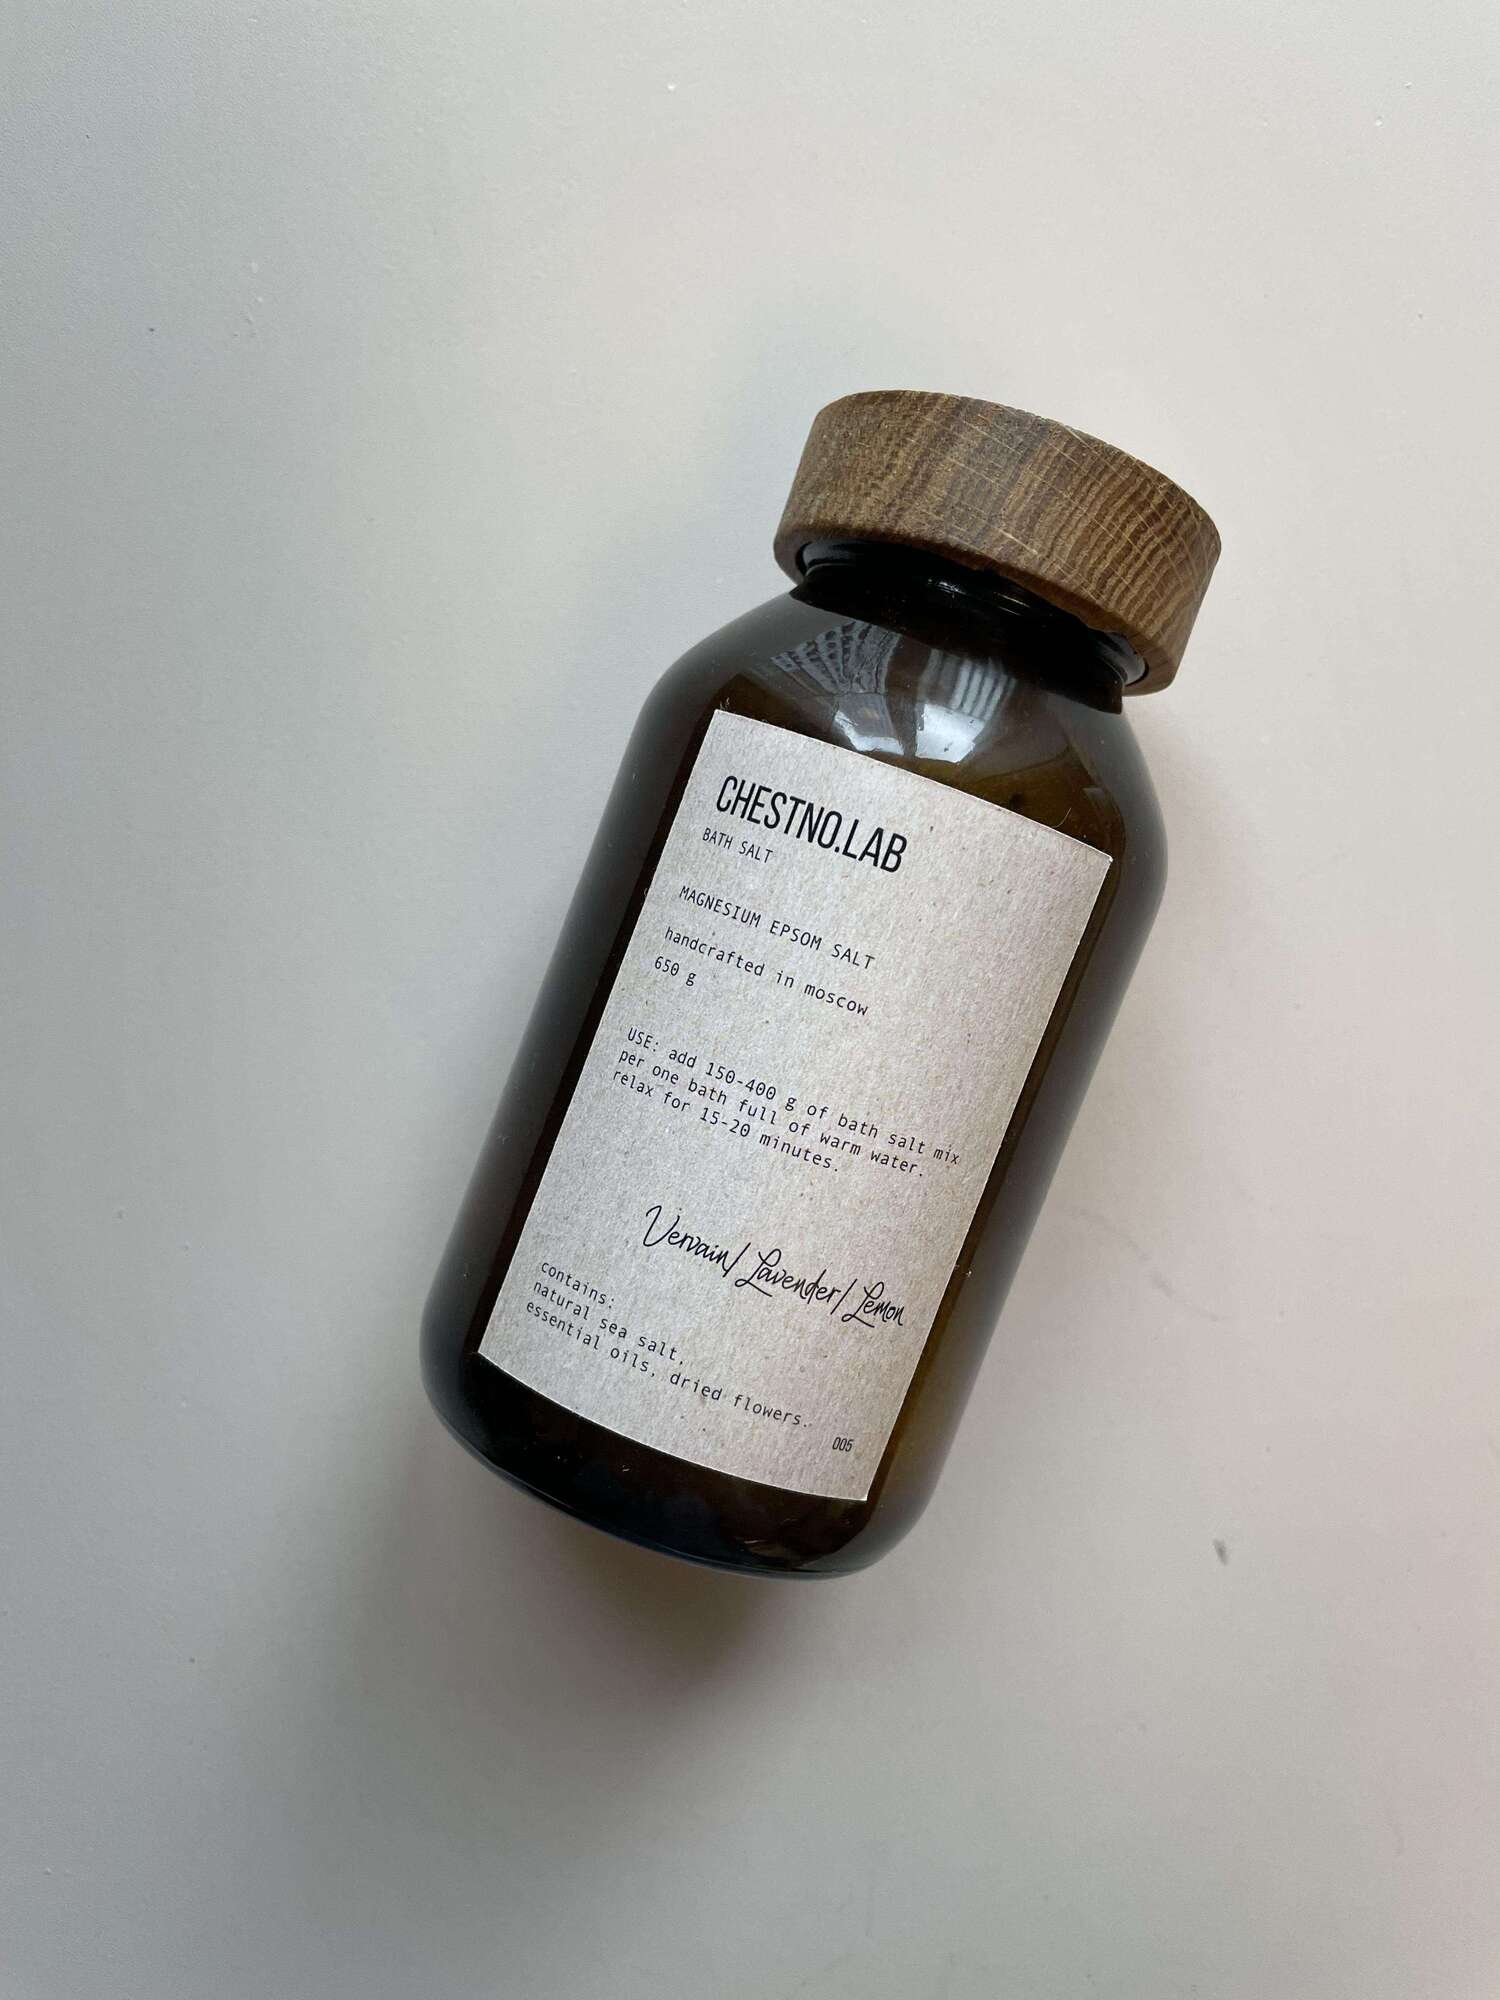 CHESTNO.LAB
BATH SALT
MAGNESIUM EPSOM SALT
handcrafted in moscow
650 g
USE: add 150-400 g of bath salt mix
per one bath full of warm water.
relax for 15-20 minutes.
Vervain/ Lavender/ Lemon
contains:
natural sea salt,
essential oils, dried flowers.
005